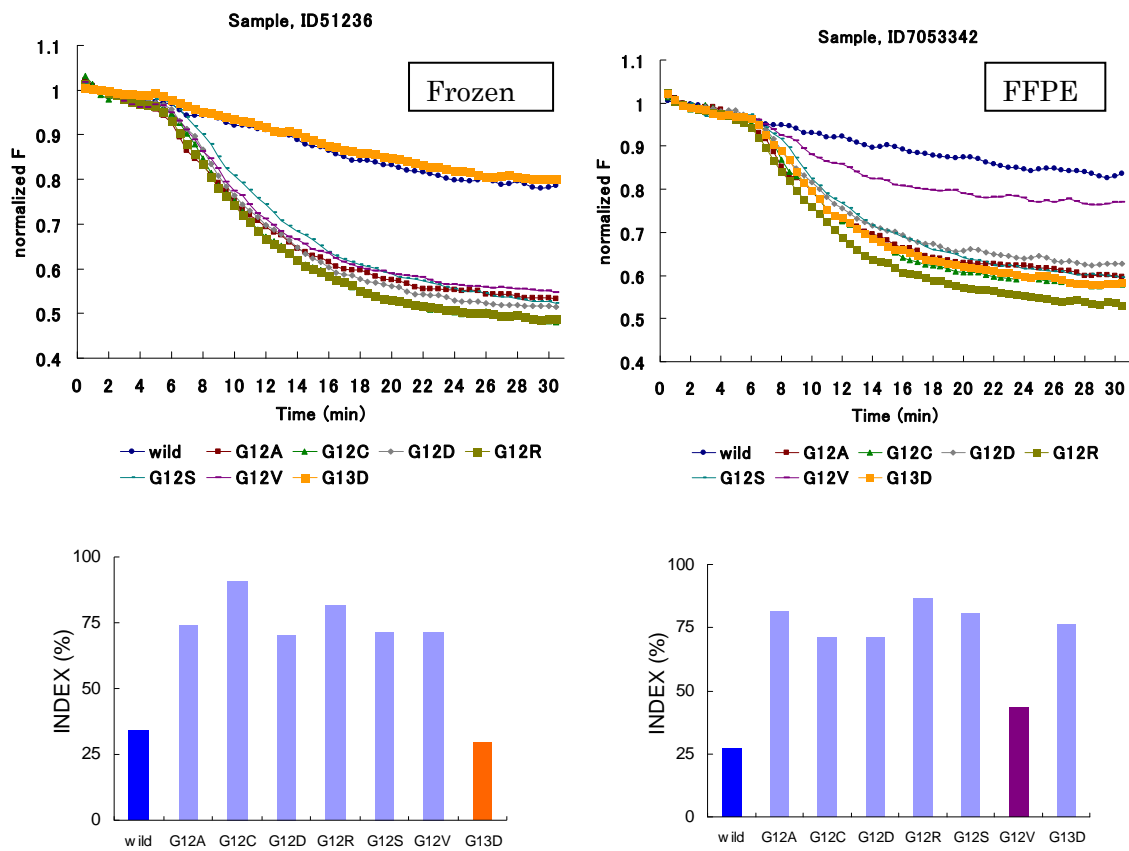 Sample, ID51236
Frozen
normalized F
1.1
1
0.9
0.8
0.7
0.6
0.5
0.4
0 2 4 6 8 10 12 14 16 18 20 22 24 26 28 30
Time (min)
wild G12A G12C G12D G12R
G12S G12V G13D
Sample, ID7053342
FFPE
normalized F
1.1
1
0.9
0.8
0.7
0.6
0.5
0.4
0 2 4 6 8 10 12 14 16 18 20 22 24 26 28 30
Time (min)
wild G12A G12C G12D G12R
G12S G12V G13D
INDEX (%)
100
75
50
25
0
wild G12A G12C G12D G12R G12S G12V G13D
INDEX (%)
100
75
50
25
0
wild G12A G12C G12D G12R G12S G12V G13D